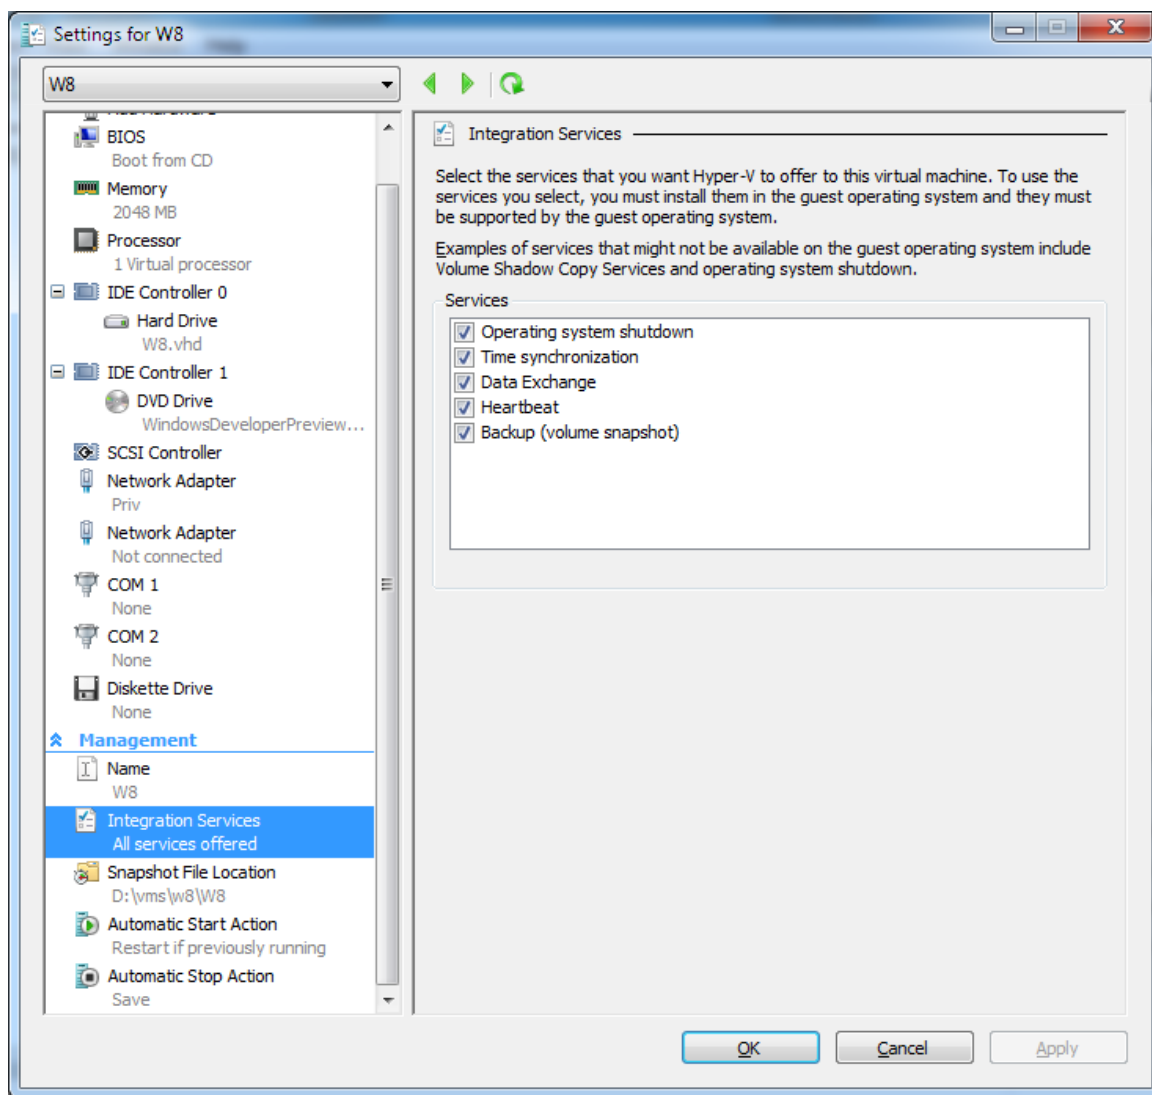 Settings for W8
W8
BIOS
Boot from CD
Memory
2048 MB
Processor
1 Virtual processor
IDE Controller 0
Hard Drive
W8.vhd
IDE Controller 1
DVD Drive
WindowsDeveloperPreview...
SCSI Controller
Network Adapter
Priv
Network Adapter
Not connected
COM 1
None
COM 2
None
Diskette Drive
None
Management
Name
W8
Integration Services
All services offered
Snapshot File Location
D:\vms\w8\W8
Automatic Start Action
Restart if previously running
Automatic Stop Action
Save
Integration Services
Select the services that you want Hyper-V to offer to this virtual machine. To use the
services you select, you must install them in the guest operating system and they must
be supported by the guest operating system.
Examples of services that might not be available on the guest operating system include
Volume Shadow Copy Services and operating system shutdown.
Services
Operating system shutdown
Time synchronization
Data Exchange
Heartbeat
Backup (volume snapshot)
OK
Cancel
Apply